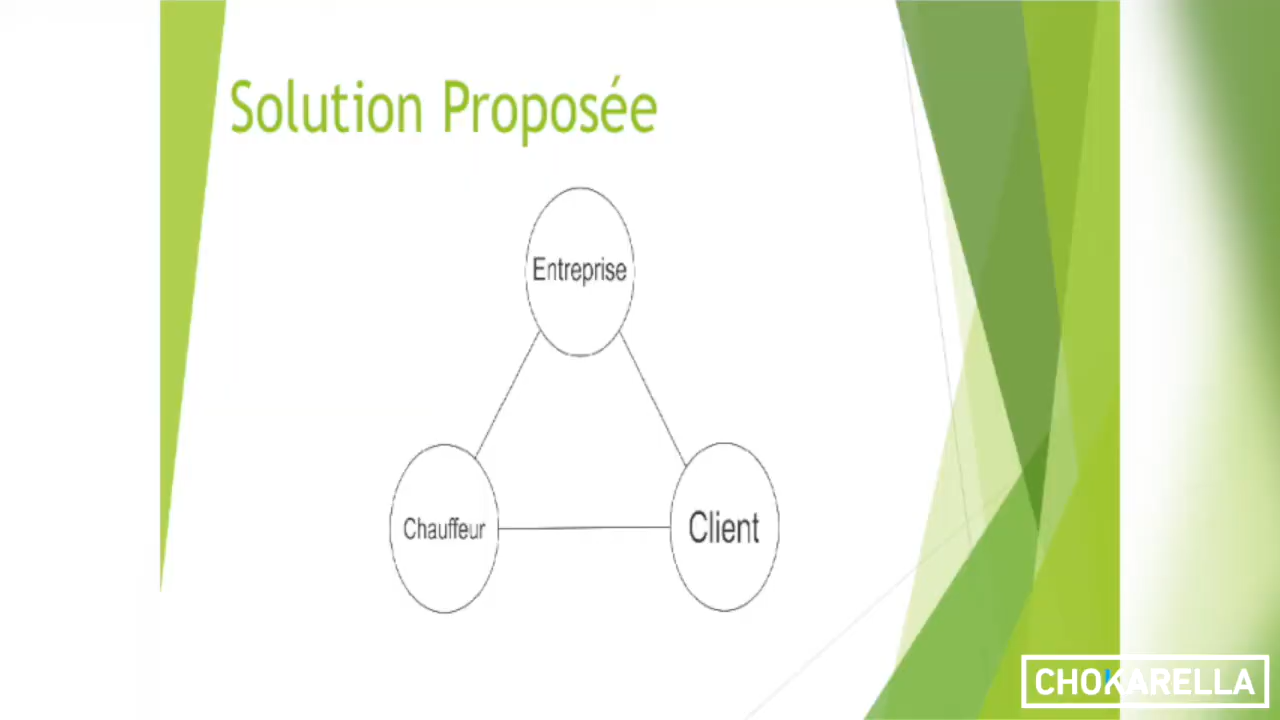 Solution Proposée
Entreprise
Chauffeur
Client
CHOKARELLA